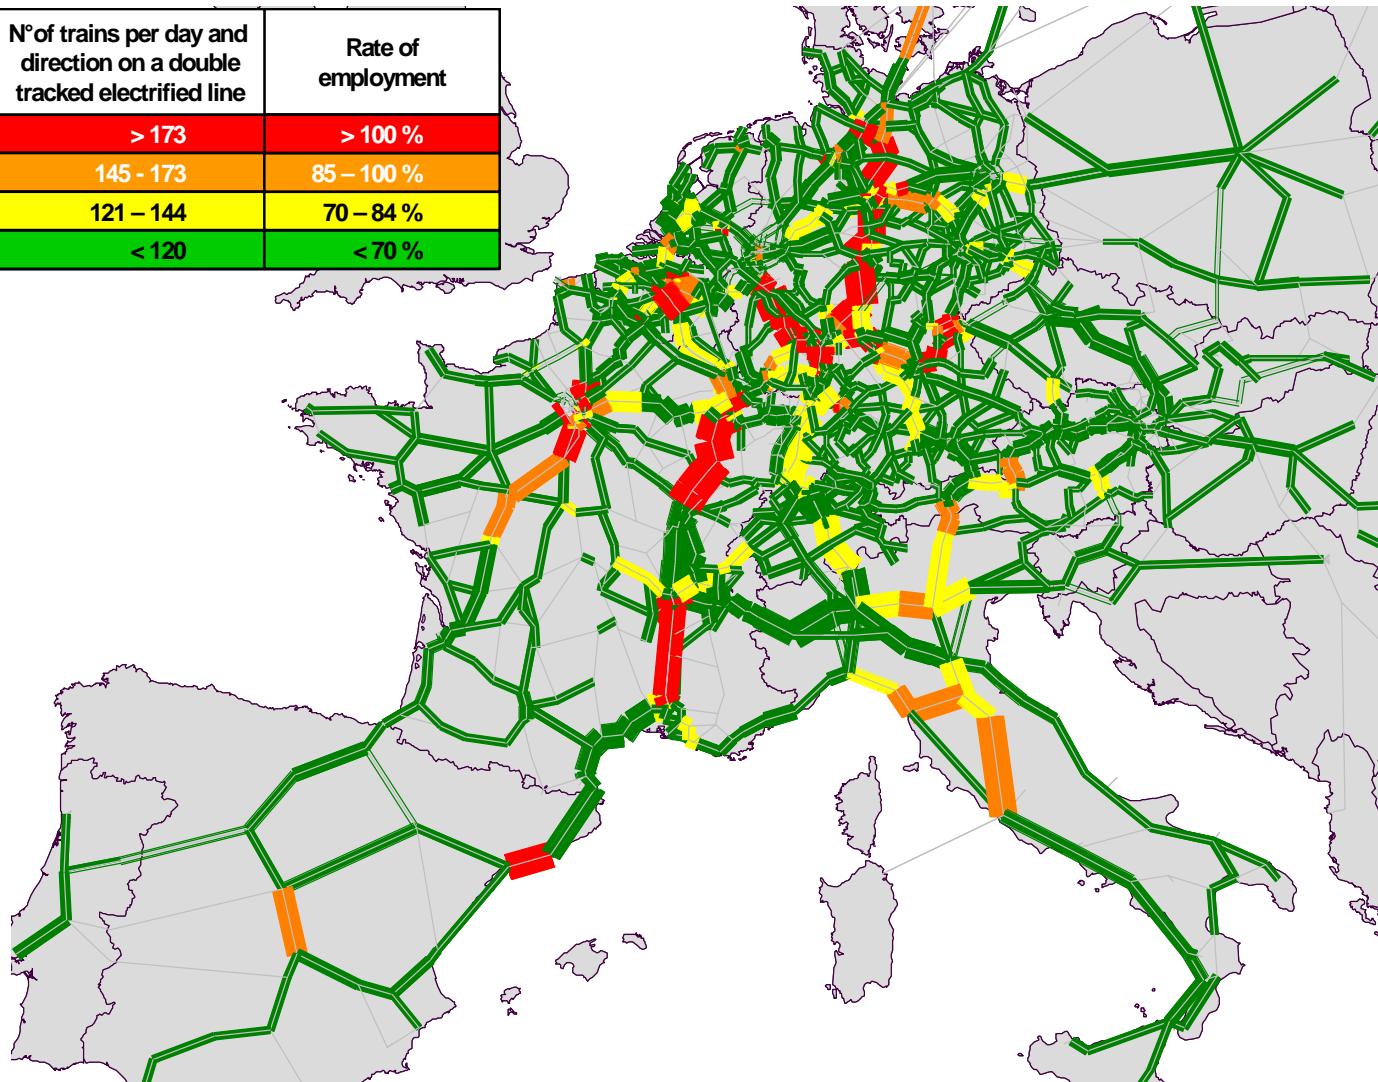 N°of trains per day and
direction on a double
tracked electrified line
Rate of
employment
> 173
> 100 %
145 - 173
85 – 100 %
121 – 144
70 – 84 %
< 120
< 70 %